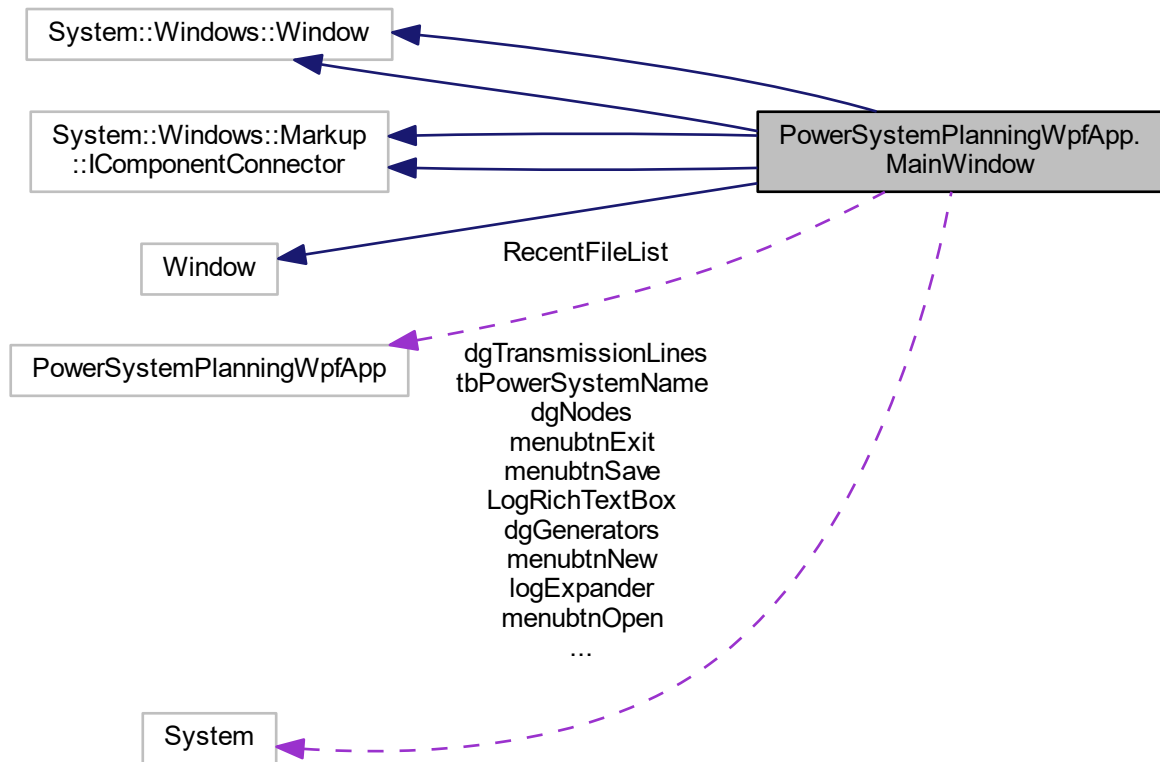 System::Windows::Window
System::Windows::Markup
::IComponentConnector
PowerSystemPlanningWpfApp.
MainWindow
Window
RecentFileList
PowerSystemPlanningWpfApp
dgTransmissionLines
tbPowerSystemName
dgNodes
menubtnExit
menubtnSave
LogRichTextBox
dgGenerators
menubtnNew
logExpander
menubtnOpen
...
System